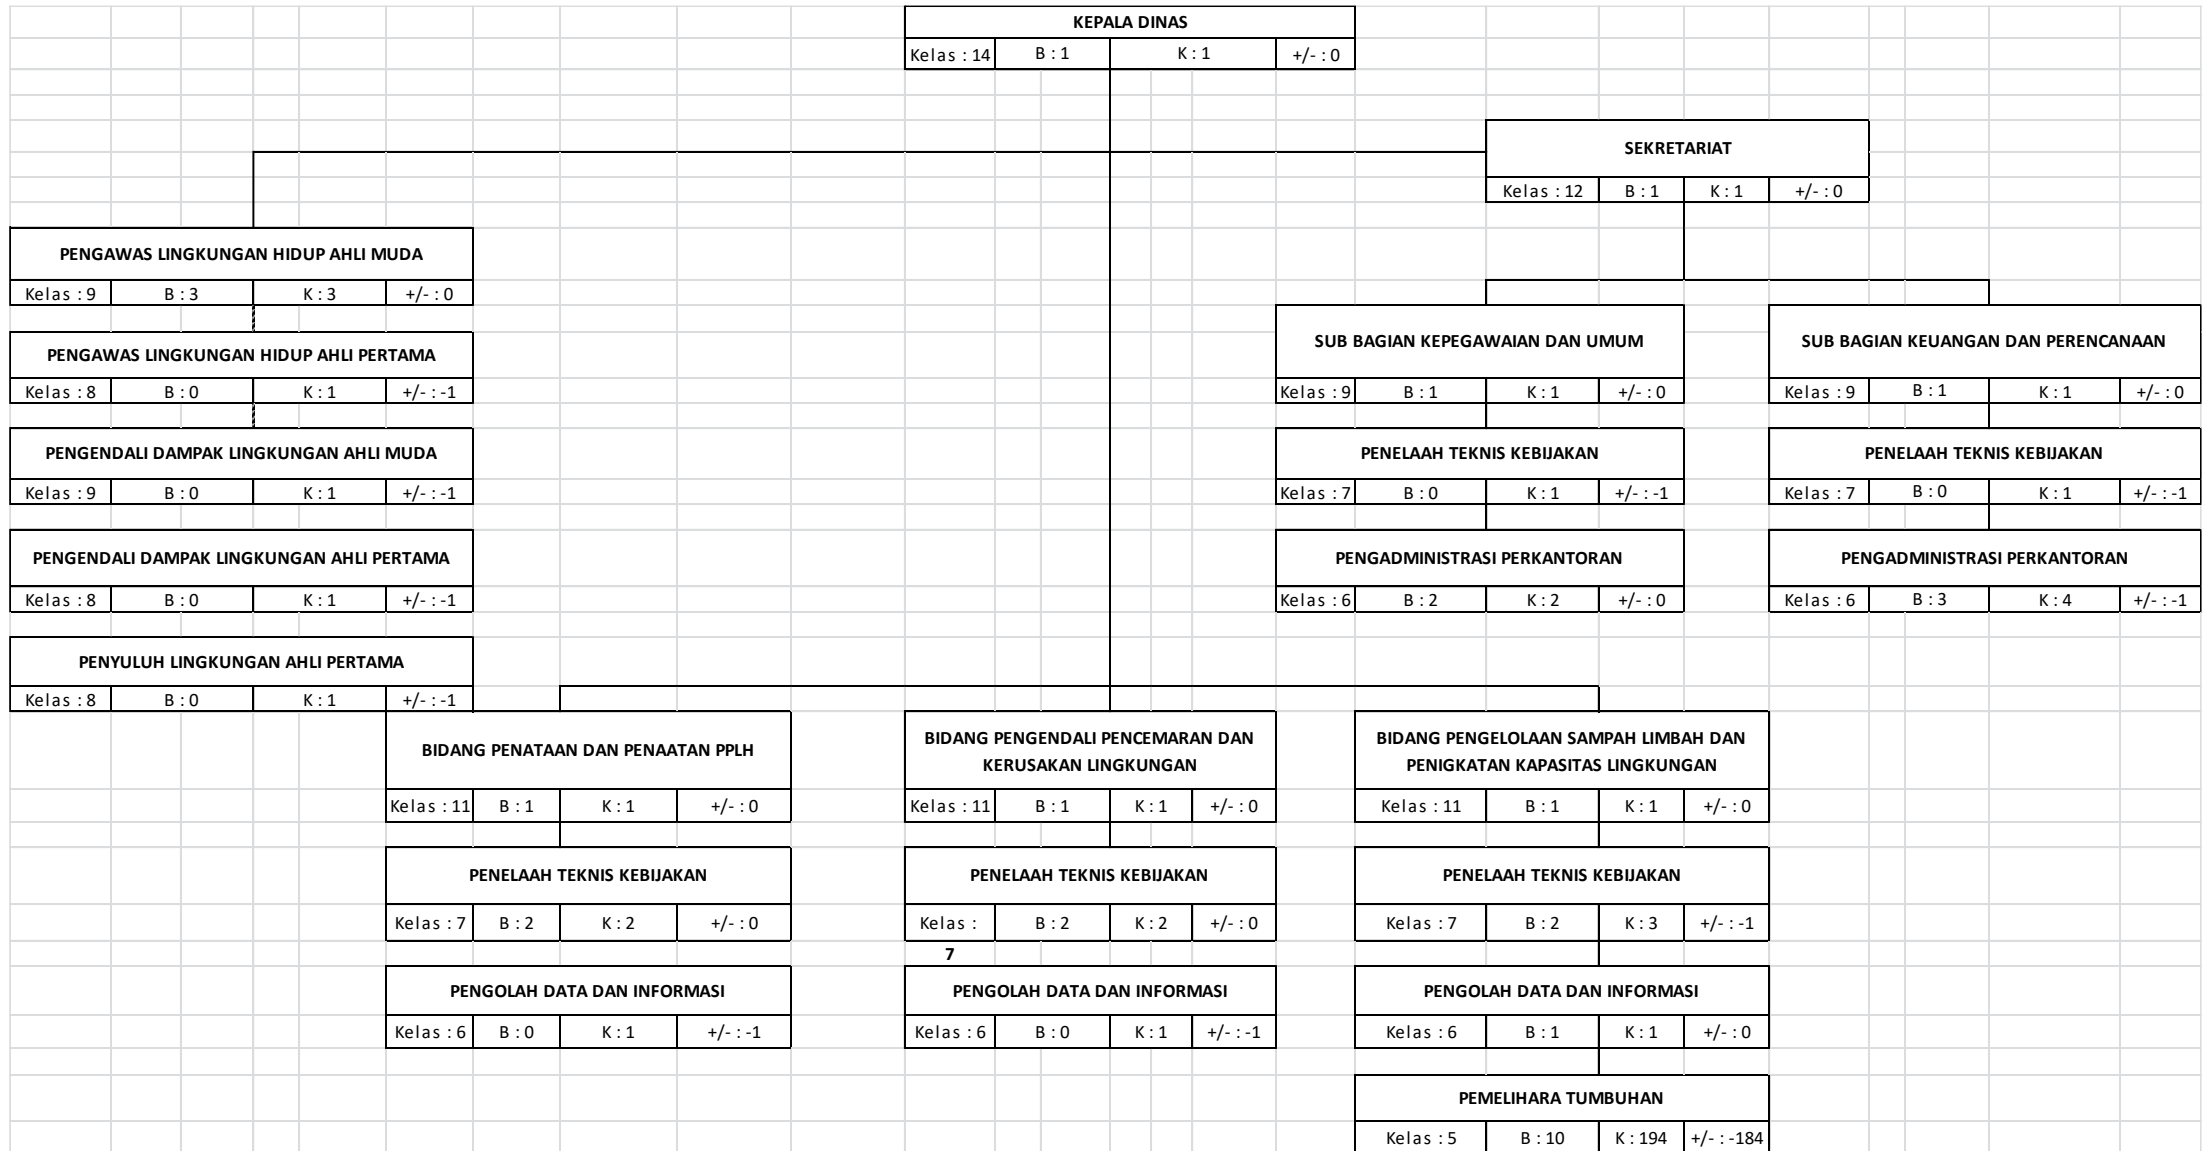 KEPALA DINAS
Kelas : 14 B : 1 K : 1 +/- : 0
SEKRETARIAT
Kelas : 12 B : 1 K : 1 +/- : 0
PENGAWAS LINGKUNGAN HIDUP AHLI MUDA
Kelas : 9 B : 3 K : 3 +/- : 0
PENGAWAS LINGKUNGAN HIDUP AHLI PERTAMA
Kelas : 8 B : 0 K : 1 +/- : -1
PENGENDALI DAMPAK LINGKUNGAN AHLI MUDA
Kelas : 9 B : 0 K : 1 +/- : -1
PENGENDALI DAMPAK LINGKUNGAN AHLI PERTAMA
Kelas : 8 B : 0 K : 1 +/- : -1
PENYULUH LINGKUNGAN AHLI PERTAMA
Kelas : 8 B : 0 K : 1 +/- : -1
SUB BAGIAN KEPEGAWAIAN DAN UMUM
Kelas : 9 B : 1 K : 1 +/- : 0
PENELAAH TEKNIS KEBIJAKAN
Kelas : 7 B : 0 K : 1 +/- : -1
PENGADMINISTRASI PERKANTORAN
Kelas : 6 B : 2 K : 2 +/- : 0
SUB BAGIAN KEUANGAN DAN PERENCANAAN
Kelas : 9 B : 1 K : 1 +/- : 0
PENELAAH TEKNIS KEBIJAKAN
Kelas : 7 B : 0 K : 1 +/- : -1
PENGADMINISTRASI PERKANTORAN
Kelas : 6 B : 3 K : 4 +/- : -1
BIDANG PENATAAN DAN PENAATAN PPLH
Kelas : 11 B : 1 K : 1 +/- : 0
PENELAAH TEKNIS KEBIJAKAN
Kelas : 7 B : 2 K : 2 +/- : 0
PENGOLAH DATA DAN INFORMASI
Kelas : 6 B : 0 K : 1 +/- : -1
BIDANG PENGENDALI PENCEMARAN DAN
KERUSAKAN LINGKUNGAN
Kelas : 11 B : 1 K : 1 +/- : 0
PENELAAH TEKNIS KEBIJAKAN
Kelas : B : 2 K : 2 +/- : 0
7
PENGOLAH DATA DAN INFORMASI
Kelas : 6 B : 0 K : 1 +/- : -1
BIDANG PENGELOLAAN SAMPAH LIMBAH DAN
PENIGKATAN KAPASITAS LINGKUNGAN
Kelas : 11 B : 1 K : 1 +/- : 0
PENELAAH TEKNIS KEBIJAKAN
Kelas : 7 B : 2 K : 3 +/- : -1
PENGOLAH DATA DAN INFORMASI
Kelas : 6 B : 1 K : 1 +/- : 0
PEMELIHARA TUMBUHAN
Kelas : 5 B : 10 K : 194 +/- : -184